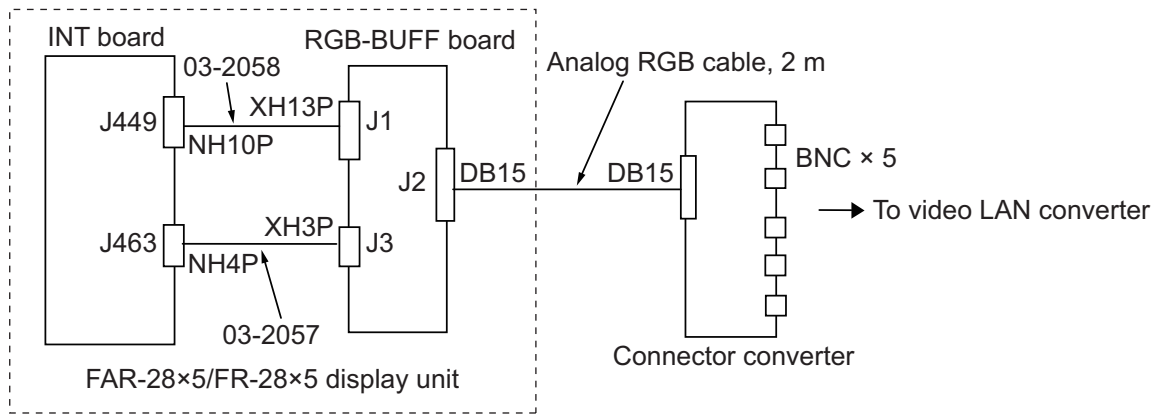 INT board
RGB-BUFF board
03-2058
XH13P
J449
NH10P
J1
J2
DB15
Analog RGB cable, 2 m
DB15
BNC × 5
To video LAN converter
J463
NH4P
XH3P
J3
03-2057
FAR-28×5/FR-28×5 display unit
Connector converter